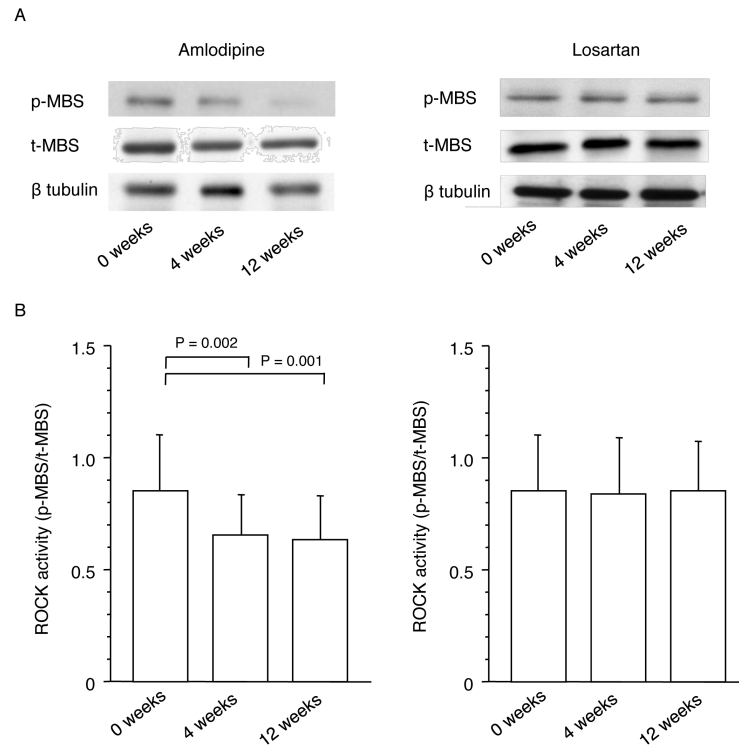 A
Amlodipine
Losartan
p-MBS
t-MBS
β tubulin
0 weeks
4 weeks
12 weeks
p-MBS
t-MBS
β tubulin
0 weeks
4 weeks
12 weeks
B
ROCK activity (p-MBS/t-MBS)
1.5
1.0
0.5
0
P = 0.002
P = 0.001
0 weeks
4 weeks
12 weeks
ROCK activity (p-MBS/t-MBS)
1.5
1.0
0.5
0
0 weeks
4 weeks
12 weeks